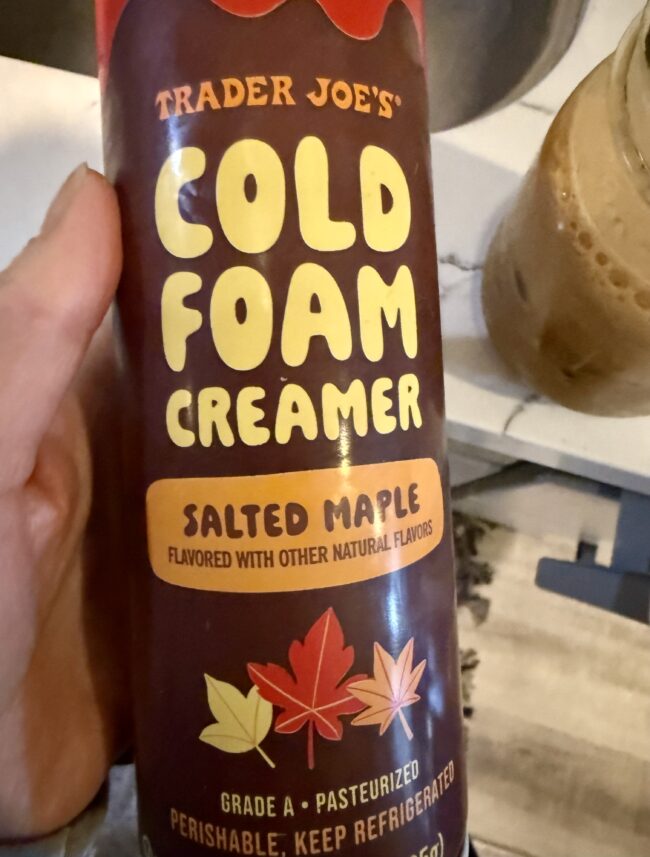 TRADER JOE'S
COLD
FOAM
CREAMER
SALTED MAPLE
FLAVORED WITH OTHER NATURAL FLAVORS
GRADE A • PASTEURIZED
PERISHABLE, KEEP REFRIGERATED